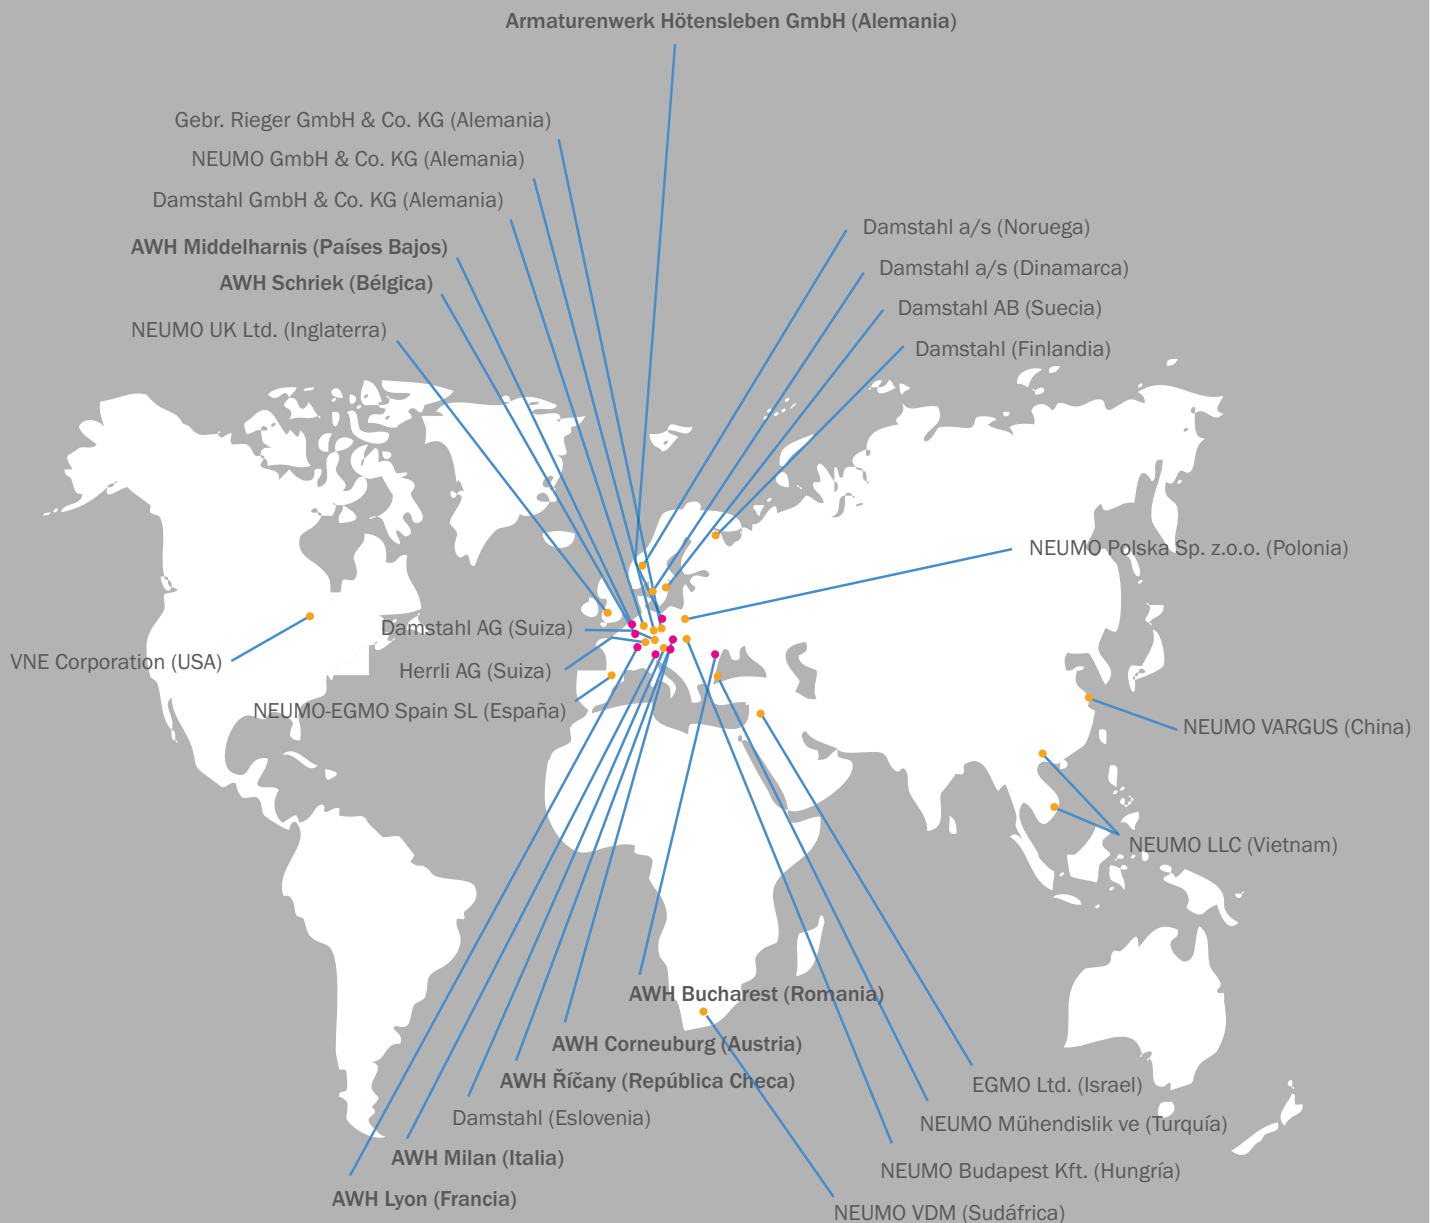 Armaturenwerk Hötensleben GmbH (Alemania)
Gebr. Rieger GmbH & Co. KG (Alemania)
NEUMO GmbH & Co. KG (Alemania)
Damstahl GmbH & Co. KG (Alemania)
AWH Middelharnis (Países Bajos)
AWH Schriek (Bélgica)
NEUMO UK Ltd. (Inglaterra)
Damstahl a/s (Noruega)
Damstahl a/s (Dinamarca)
Damstahl AB (Suecia)
Damstahl (Finlandia)
NEUMO Polska Sp. z.o.o. (Polonia)
Damstahl AG (Suiza)
VNE Corporation (USA)
Herrli AG (Suiza)
NEUMO-EGMO Spain SL (España)
NEUMO VARGUS (China)
NEUMO LLC (Vietnam)
AWH Bucharest (Romania)
AWH Corneuburg (Austria)
AWH Říčany (República Checa)
Damstahl (Eslovenia)
AWH Milan (Italia)
AWH Lyon (Francia)
EGMO Ltd. (Israel)
NEUMO Mühendislik ve (Turquía)
NEUMO Budapest Kft. (Hungría)
NEUMO VDM (Sudáfrica)